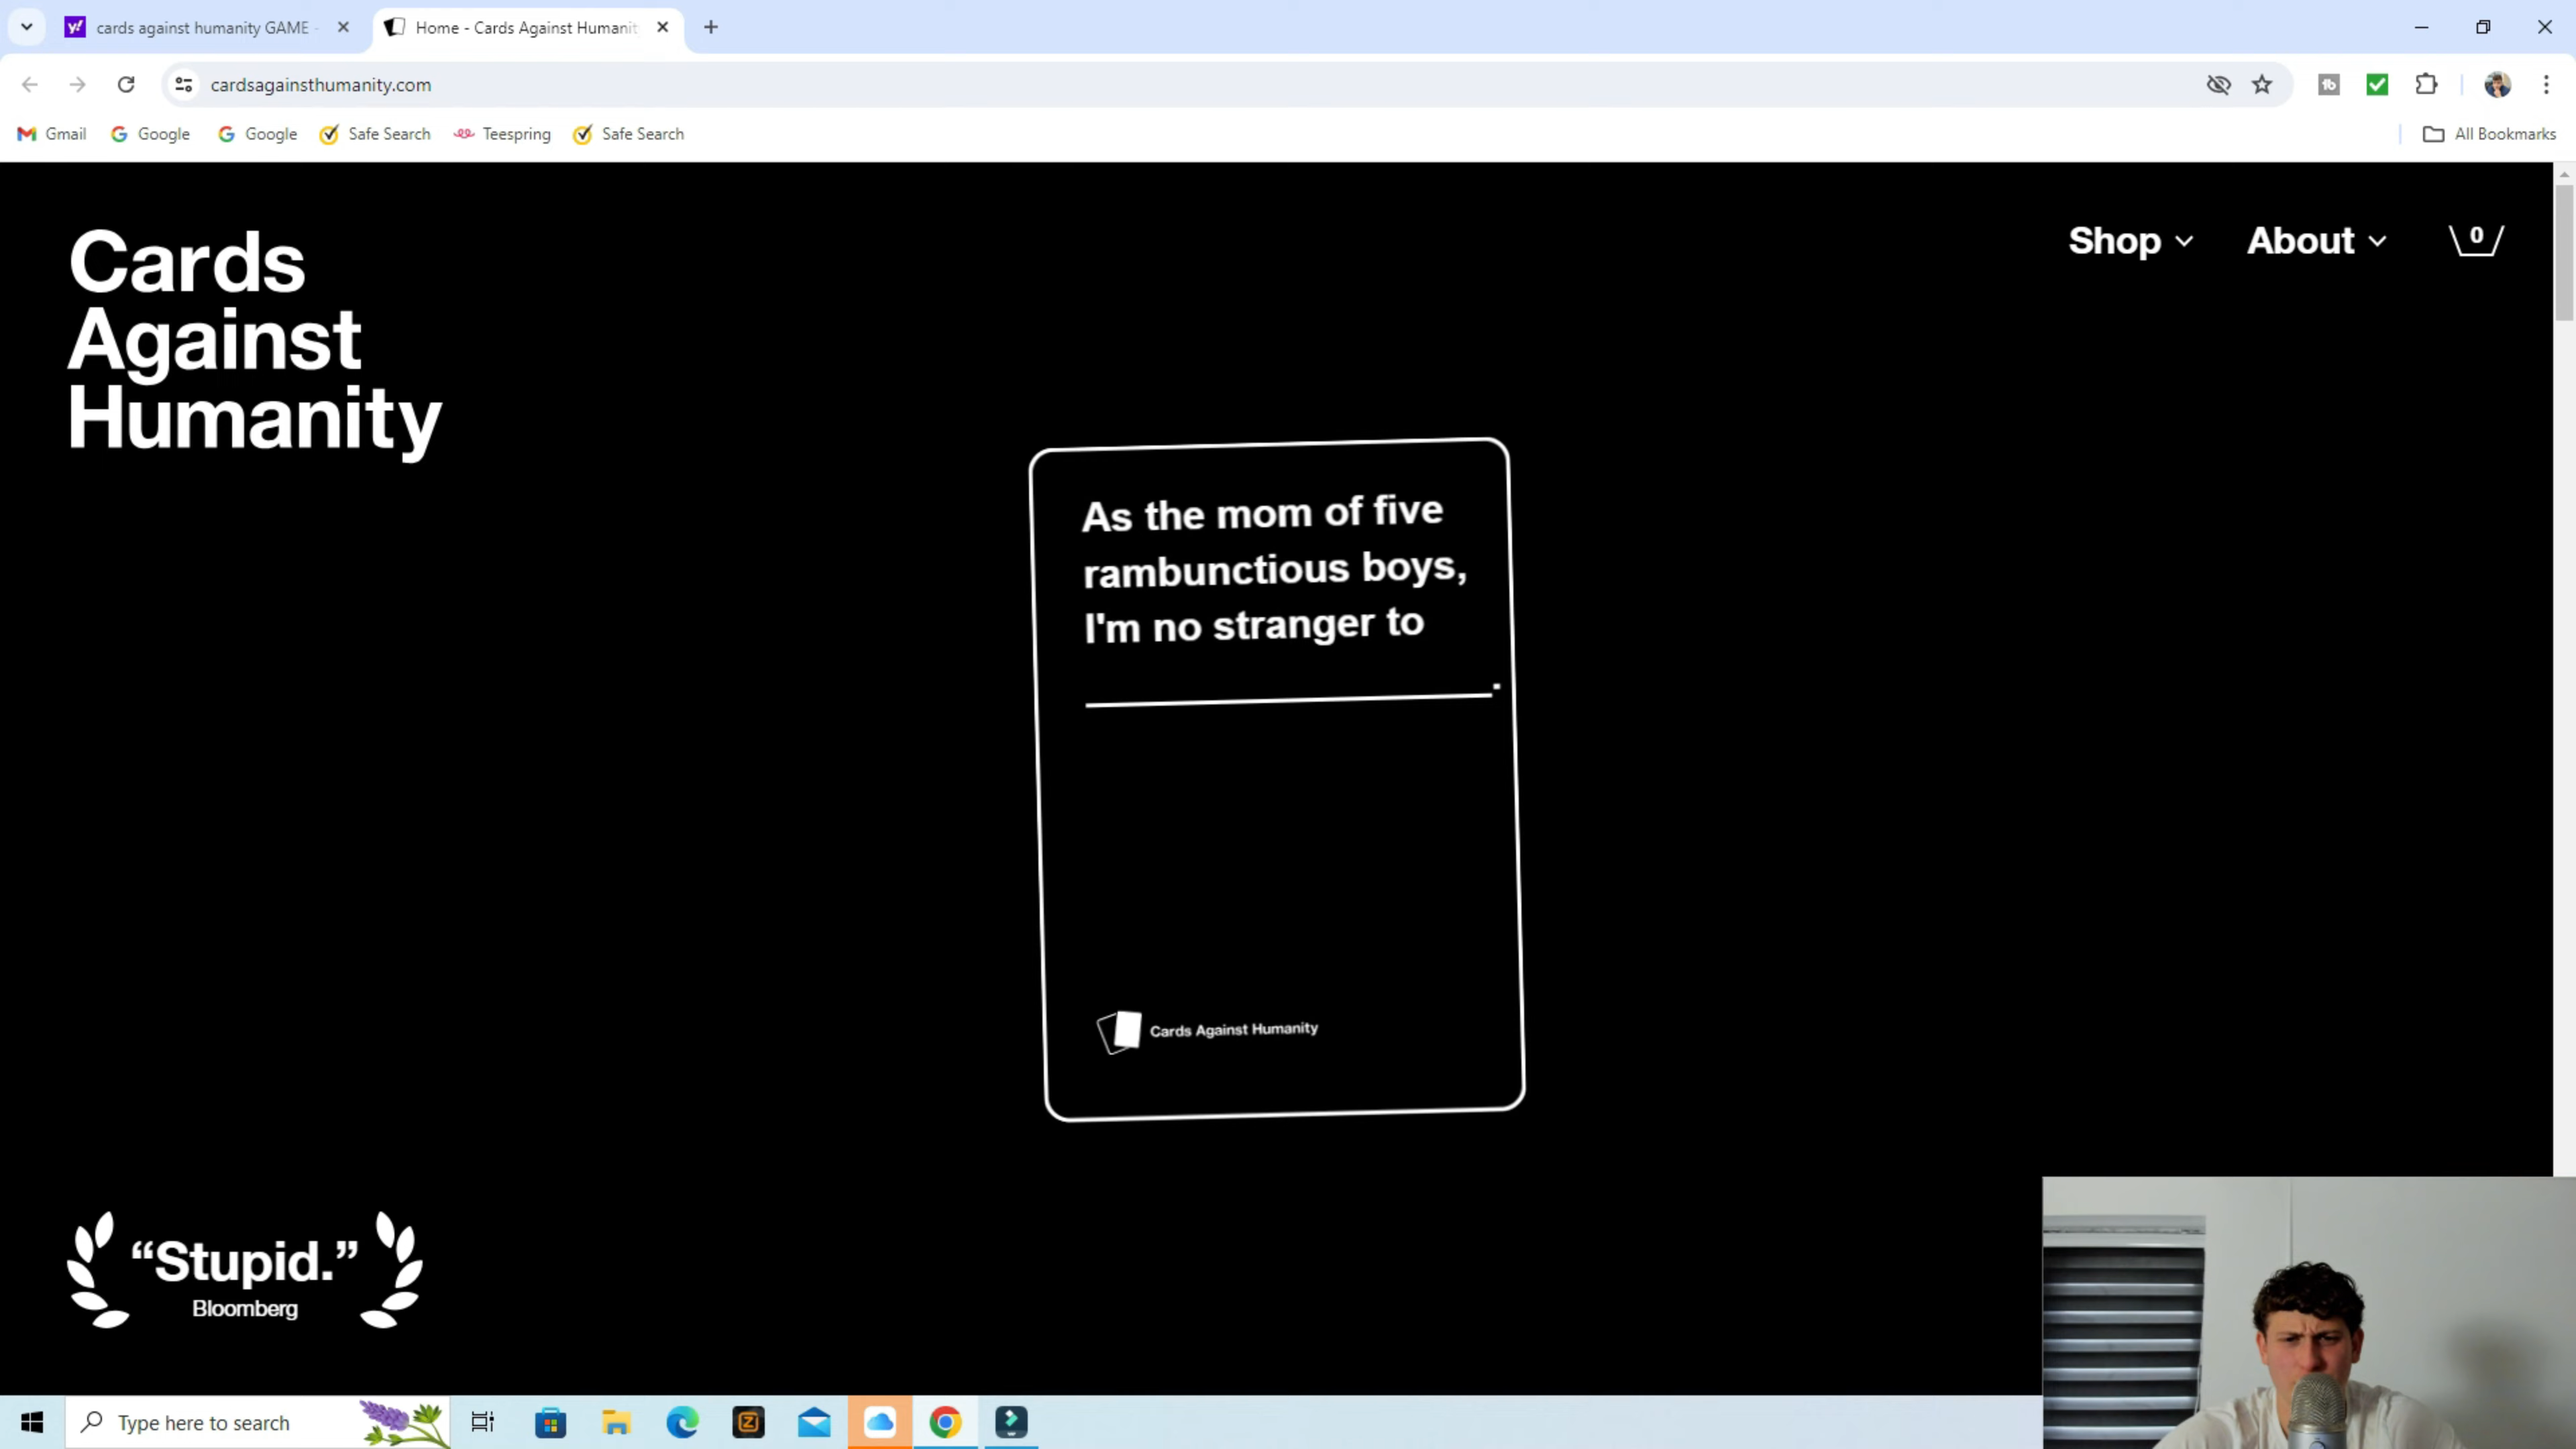 cards against humanity GAME -
Home - Cards Against Humanit
cardsagainsthumanity.com
Gmail
Google
Google
Safe Search
Teespring
Safe Search
All Bookmarks
Cards
Against
Humanity
Shop
About
0
As the mom of five
rambunctious boys,
I'm no stranger to
____________.
Cards Against Humanity
“Stupid.”
Bloomberg
Type here to search